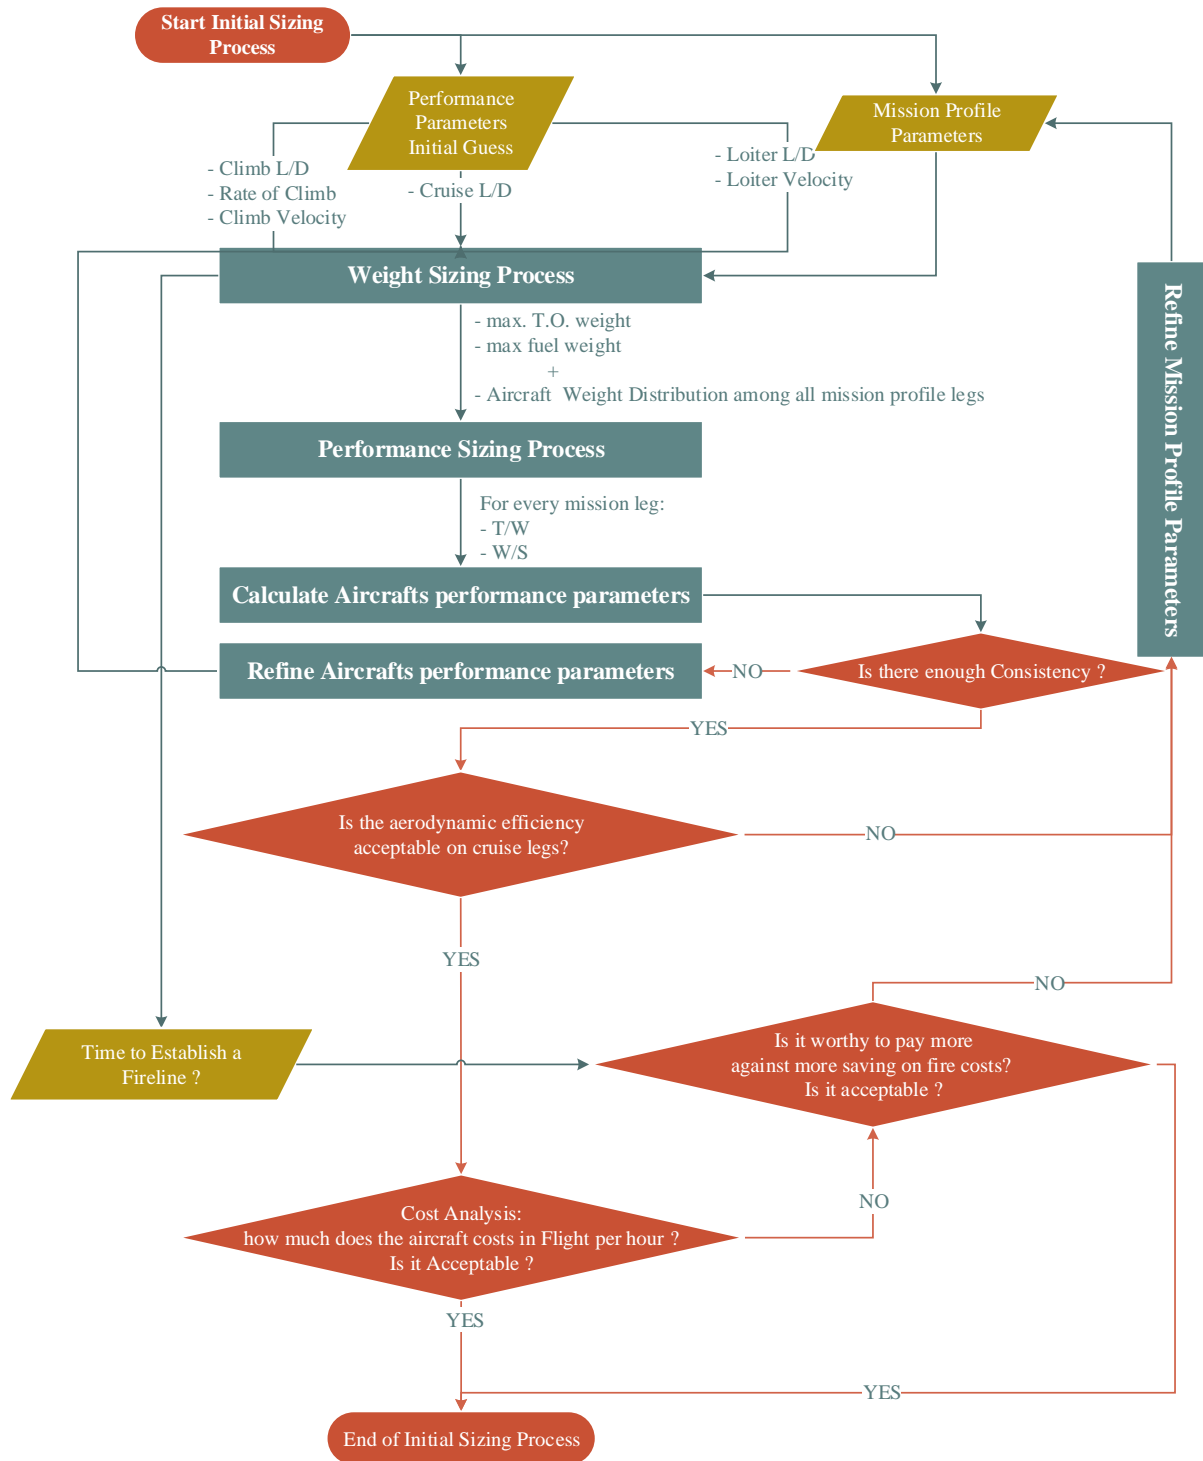 Start Initial Sizing
Process
Performance
Parameters
Initial Guess
Mission Profile
Parameters
- Climb L/D
- Rate of Climb
- Climb Velocity
- Cruise L/D
- Loiter L/D
- Loiter Velocity
Weight Sizing Process
- max. T.O. weight
- max fuel weight
+
- Aircraft Weight Distribution among all mission profile legs
Refine Mission Profile Parameters
Performance Sizing Process
For every mission leg:
- T/W
- W/S
Calculate Aircrafts performance parameters
Refine Aircrafts performance parameters
NO
Is there enough Consistency ?
YES
Is the aerodynamic efficiency
acceptable on cruise legs?
NO
YES
NO
Time to Establish a
Fireline ?
Is it worthy to pay more
against more saving on fire costs?
Is it acceptable ?
NO
Cost Analysis:
how much does the aircraft costs in Flight per hour ?
Is it Acceptable ?
YES
YES
End of Initial Sizing Process